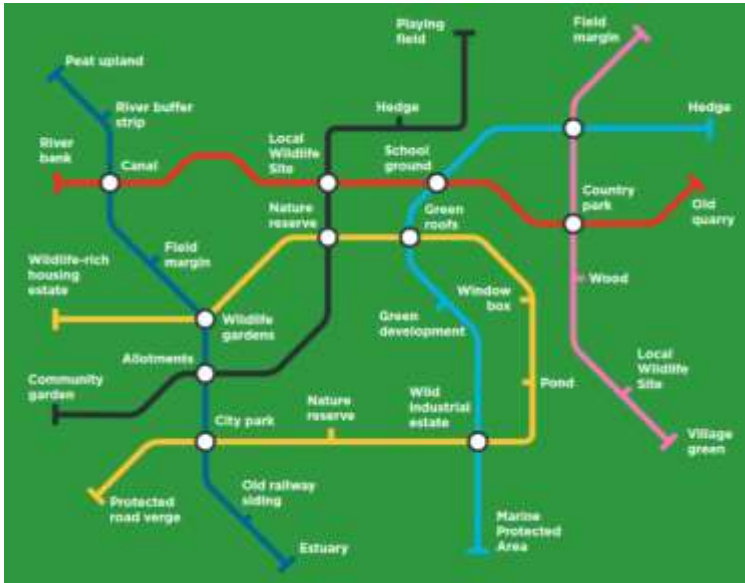 Playing
field
Field
margin
Peat upland
River buffer
strip
Hedge
Hedge
River
bank
Canal
Local
Wildlife
Site
School
ground
Country
park
Old
quarry
Nature
reserve
Green
roofs
Field
margin
Wildlife-rich
housing
estate
Wood
Window
box
Wildlife
gardens
Green
development
Allotments
Local
Wildlife
Site
Community
garden
Pond
Nature
reserve
Wild
industrial
estate
City park
Village
green
Protected
road verge
Old railway
siding
Marine
Protected
Area
Estuary